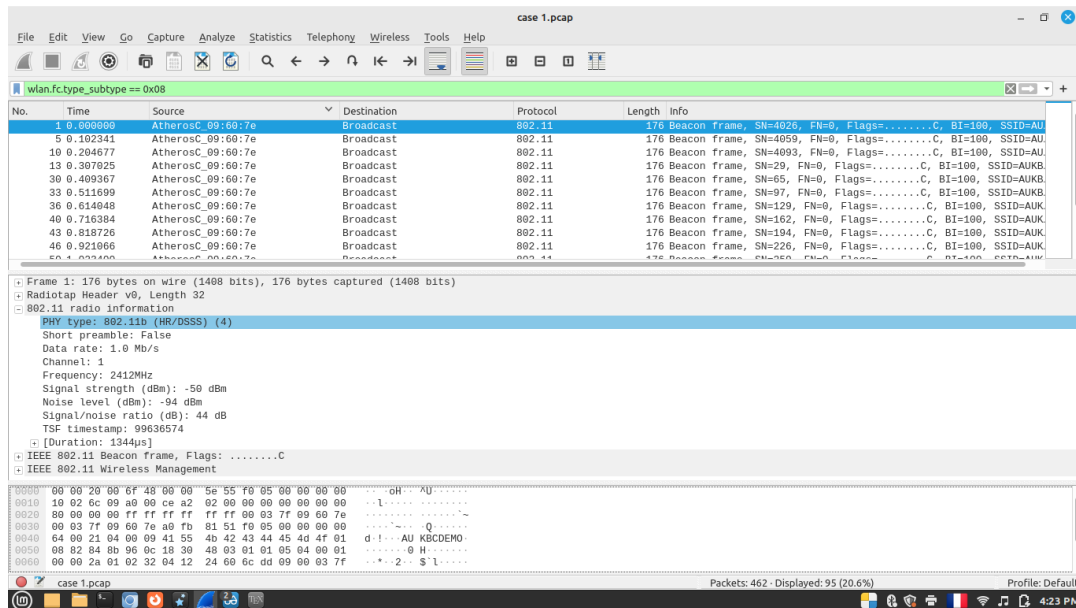 case 1.pcap
File Edit View Go Capture Analyze Statistics Telephony Wireless Tools Help
wlan.fc.type_subtype == 0x08
No. Time Source Destination Protocol Length Info
1 0.000000 AtherosC_09:60:7e Broadcast 802.11 176 Beacon frame, SN=4026, FN=0, Flags=........C, BI=100, SSID=AU
5 0.102341 AtherosC_09:60:7e Broadcast 802.11 176 Beacon frame, SN=4059, FN=0, Flags=........C, BI=100, SSID=AU
10 0.204677 AtherosC_09:60:7e Broadcast 802.11 176 Beacon frame, SN=4093, FN=0, Flags=........C, BI=100, SSID=AU
13 0.307025 AtherosC_09:60:7e Broadcast 802.11 176 Beacon frame, SN=29, FN=0, Flags=........C, BI=100, SSID=AUKB
30 0.409367 AtherosC_09:60:7e Broadcast 802.11 176 Beacon frame, SN=65, FN=0, Flags=........C, BI=100, SSID=AUKB
33 0.511699 AtherosC_09:60:7e Broadcast 802.11 176 Beacon frame, SN=97, FN=0, Flags=........C, BI=100, SSID=AUKB
36 0.614048 AtherosC_09:60:7e Broadcast 802.11 176 Beacon frame, SN=129, FN=0, Flags=........C, BI=100, SSID=AUK
40 0.716384 AtherosC_09:60:7e Broadcast 802.11 176 Beacon frame, SN=162, FN=0, Flags=........C, BI=100, SSID=AUK
43 0.818726 AtherosC_09:60:7e Broadcast 802.11 176 Beacon frame, SN=194, FN=0, Flags=........C, BI=100, SSID=AUK
46 0.921066 AtherosC_09:60:7e Broadcast 802.11 176 Beacon frame, SN=226, FN=0, Flags=........C, BI=100, SSID=AUK
Frame 1: 176 bytes on wire (1408 bits), 176 bytes captured (1408 bits)
Radiotap Header v0, Length 32
802.11 radio information
PHY type: 802.11b (HR/DSSS) (4)
Short preamble: False
Data rate: 1.0 Mb/s
Channel: 1
Frequency: 2412MHz
Signal strength (dBm): -50 dBm
Noise level (dBm): -94 dBm
Signal/noise ratio (dB): 44 dB
TSF timestamp: 99636574
[Duration: 1344µs]
IEEE 802.11 Beacon frame, Flags: ........C
IEEE 802.11 Wireless Management
0000 00 00 20 00 6f 48 00 00 5e 55 f0 05 00 00 00 00 ·· ·oH·· ^U······
0010 10 02 6c 09 a0 00 ce a2 02 00 00 00 00 00 00 00 ··l····· ········
0020 80 00 00 00 ff ff ff ff ff ff 00 03 7f 09 60 7e ········ ······`~
0030 00 03 7f 09 60 7e a0 fb 81 51 f0 05 00 00 00 00 ····`~·· ·Q······
0040 64 00 21 04 00 09 41 55 4b 42 43 44 45 4d 4f 01 d·!···AU KBCDEMO·
0050 08 82 84 8b 96 0c 18 30 48 03 01 01 05 04 00 01 ·······0 H·······
0060 00 00 2a 01 02 32 04 12 24 60 6c dd 09 00 03 7f ··*··2·· $`l·····
case 1.pcap Packets: 462 · Displayed: 95 (20.6%) Profile: Default
4:23 PM